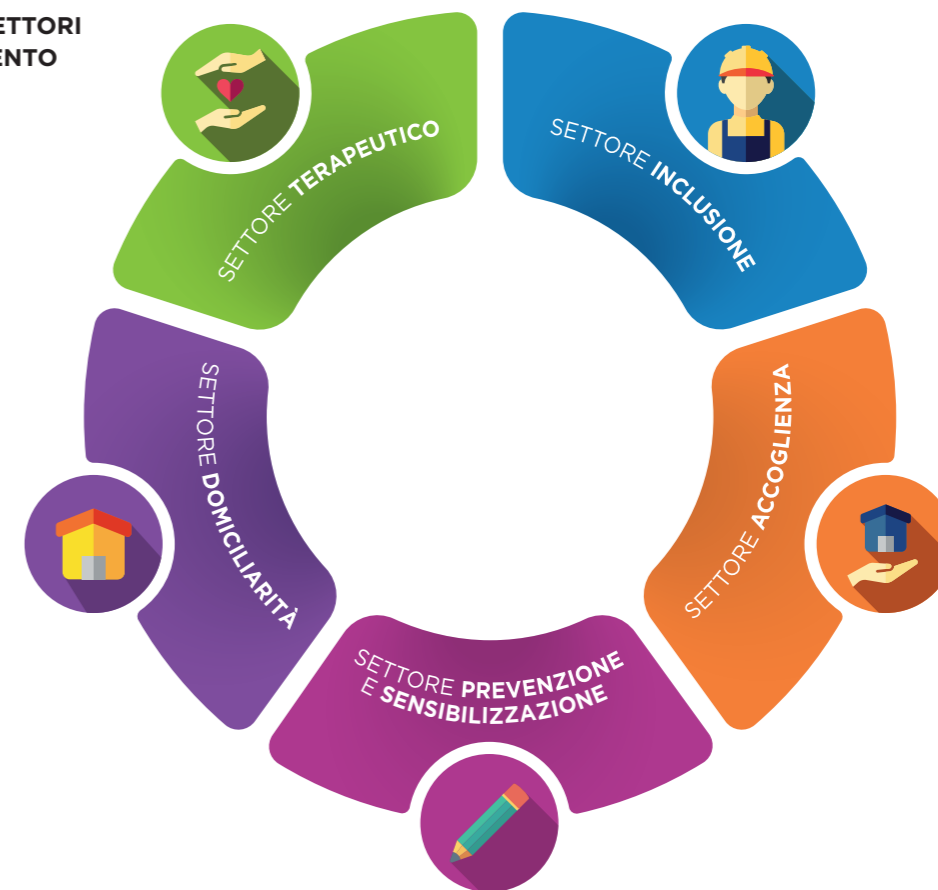 ETTORI
ENTO
SETTORE TERAPEUTICO
SETTORE INCLUSIONE
SETTORE ACCOGLIENZA
SETTORE PREVENZIONE
E SENSIBILIZZAZIONE
SETTORE DOMICILIARITÀ